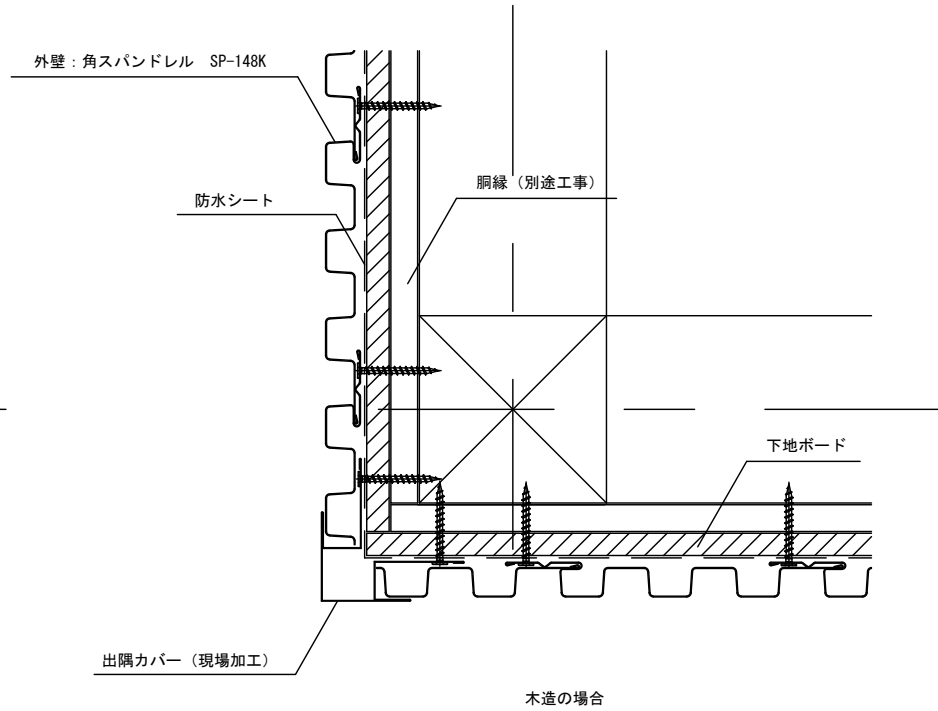 外壁：角スパンドレル　SP-148K
胴縁（別途工事）
防水シート
下地ボード
出隅カバー（現場加工）
木造の場合